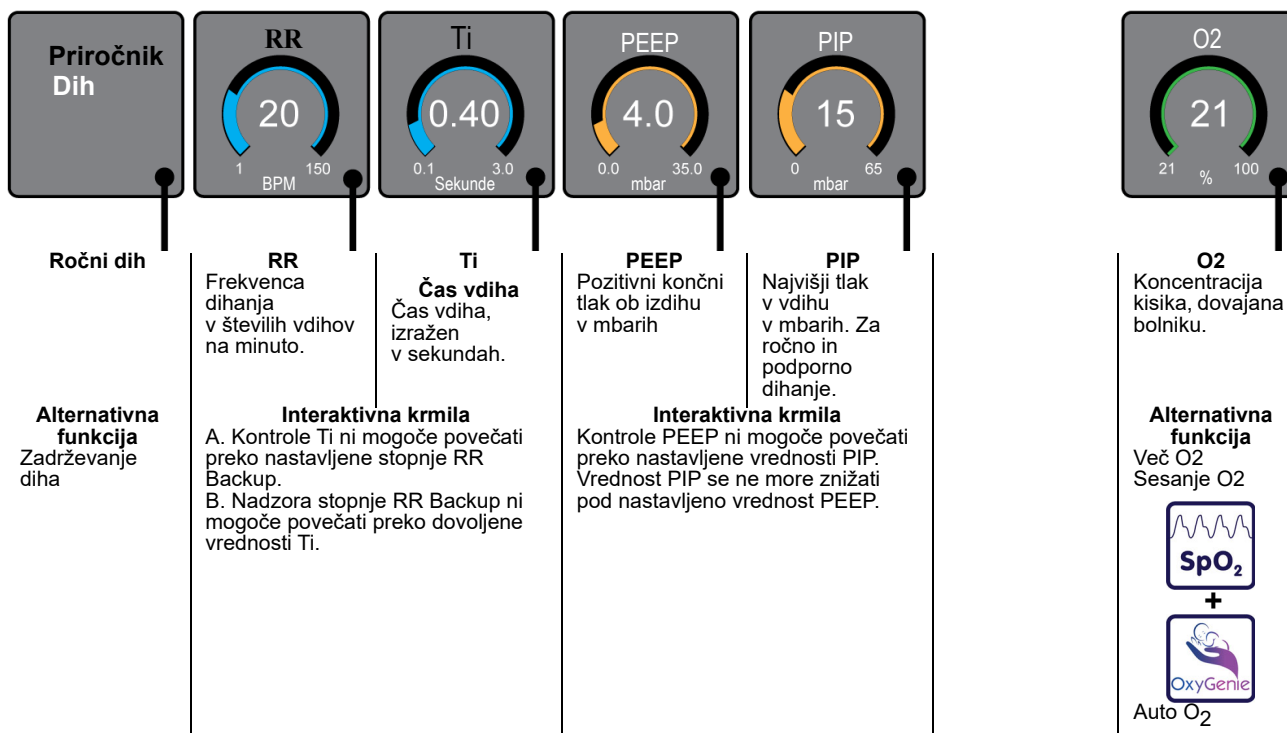 Priročnik
Dih
RR
20
1 150
BPM
Ti
0.40
0.1 3.0
Sekunde
PEEP
4.0
0.0 35.0
mbar
PIP
15
0 65
mbar
O2
21
21 100
%
Ročni dih
RR
Frekvenca
dihanja
v številih vdihov
na minuto.
Ti
Čas vdiha
Čas vdiha,
izražen
v sekundah.
PEEP
Pozitivni končni
tlak ob izdihu
v mbarih
PIP
Najvišji tlak
v vdihu
v mbarih. Za
ročno in
podporno
dihanje.
O2
Koncentracija
kisika, dovajana
bolniku.
Alternativna
funkcija
Zadrževanje
diha
Interaktivna krmila
A. Kontrole Ti ni mogoče povečati
preko nastavljene stopnje RR
Backup.
B. Nadzora stopnje RR Backup ni
mogoče povečati preko dovoljene
vrednosti Ti.
Interaktivna krmila
Kontrole PEEP ni mogoče povečati
preko nastavljene vrednosti PIP.
Vrednost PIP se ne more znižati
pod nastavljeno vrednost PEEP.
Alternativna
funkcija
Več O2
Sesanje O2
SpO₂
+
OxyGenie
Auto O₂